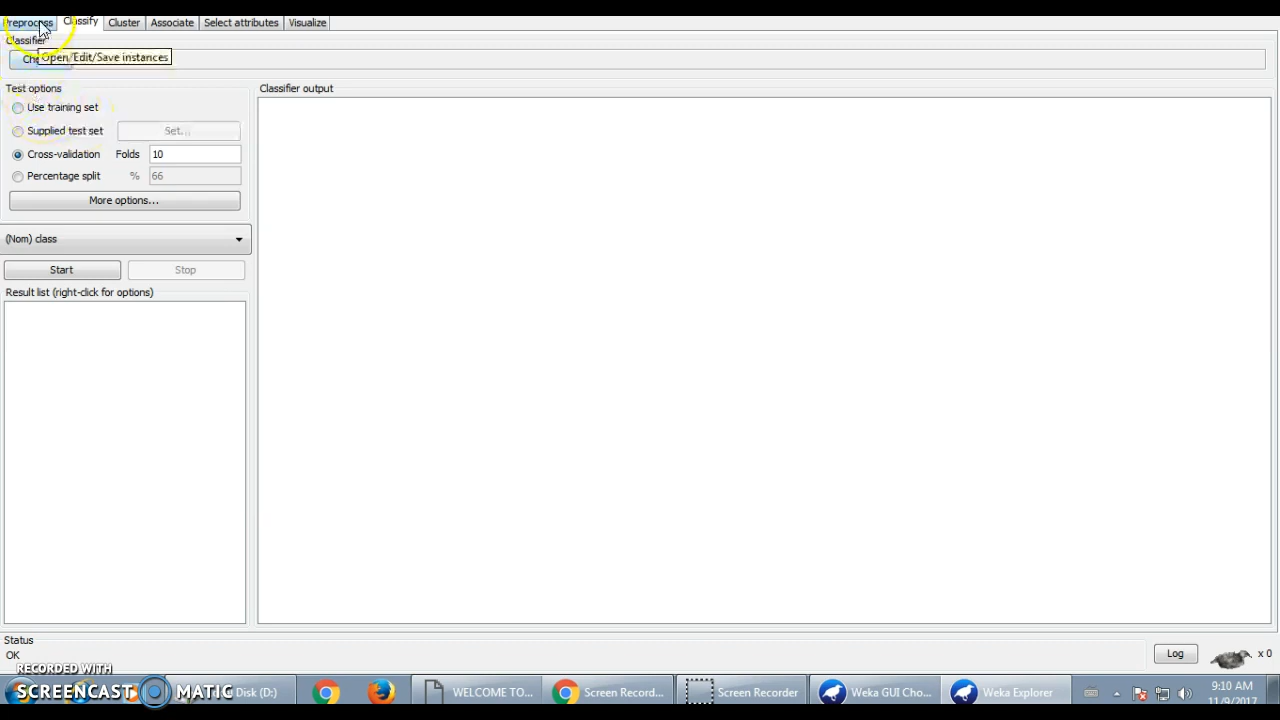 Preprocess Classify Cluster Associate Select attributes Visualize
Classifier
Open/Edit/Save instances
Test options
Classifier output
Use training set
Supplied test set Set...
Cross-validation Folds 10
Percentage split % 66
More options...
(Nom) class
Start Stop
Result list (right-click for options)
Status
OK
Log x 0
RECORDED WITH
SCREENCAST MATIC
Disk (D:)
WELCOME TO...
Screen Record...
Screen Recorder
Weka GUI Cho...
Weka Explorer
9:10 AM
11/9/2017